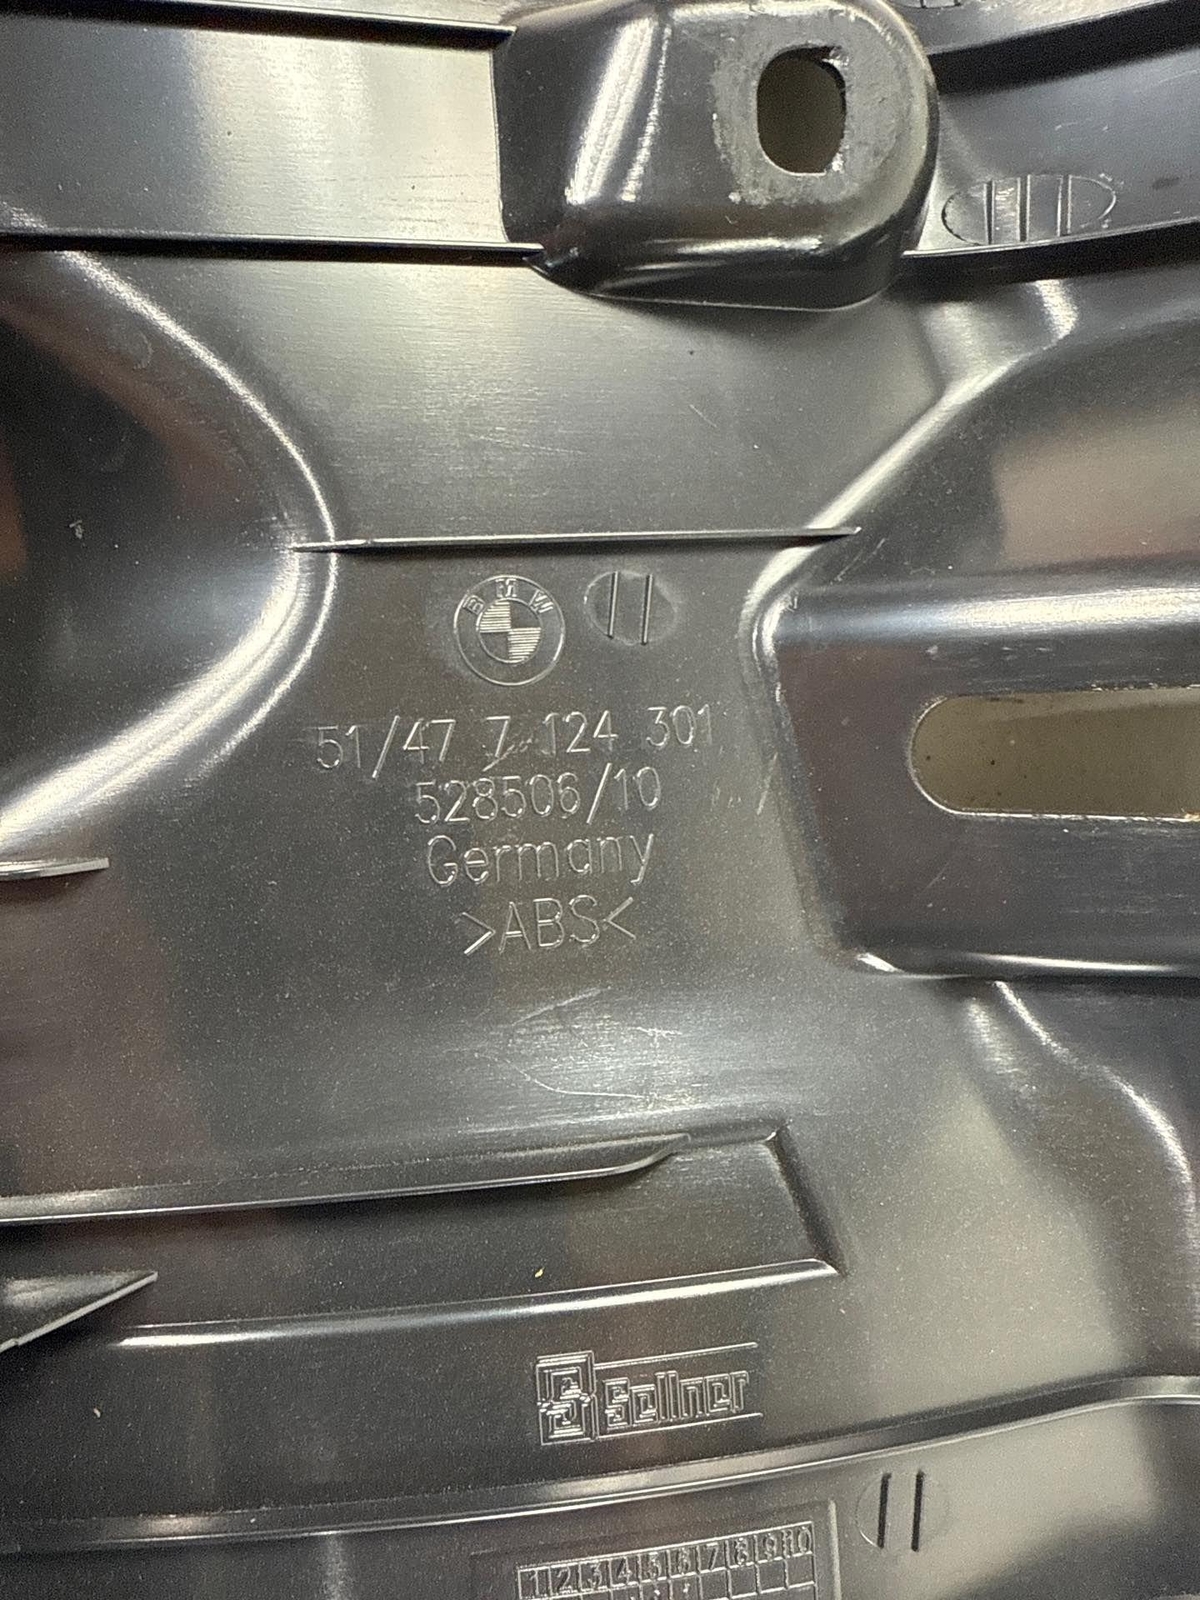 BMW
51/47 7 124 301
528506/10
Germany
>ABS<
S Sellner
1 2 3 4 5 6 7 8 9 10